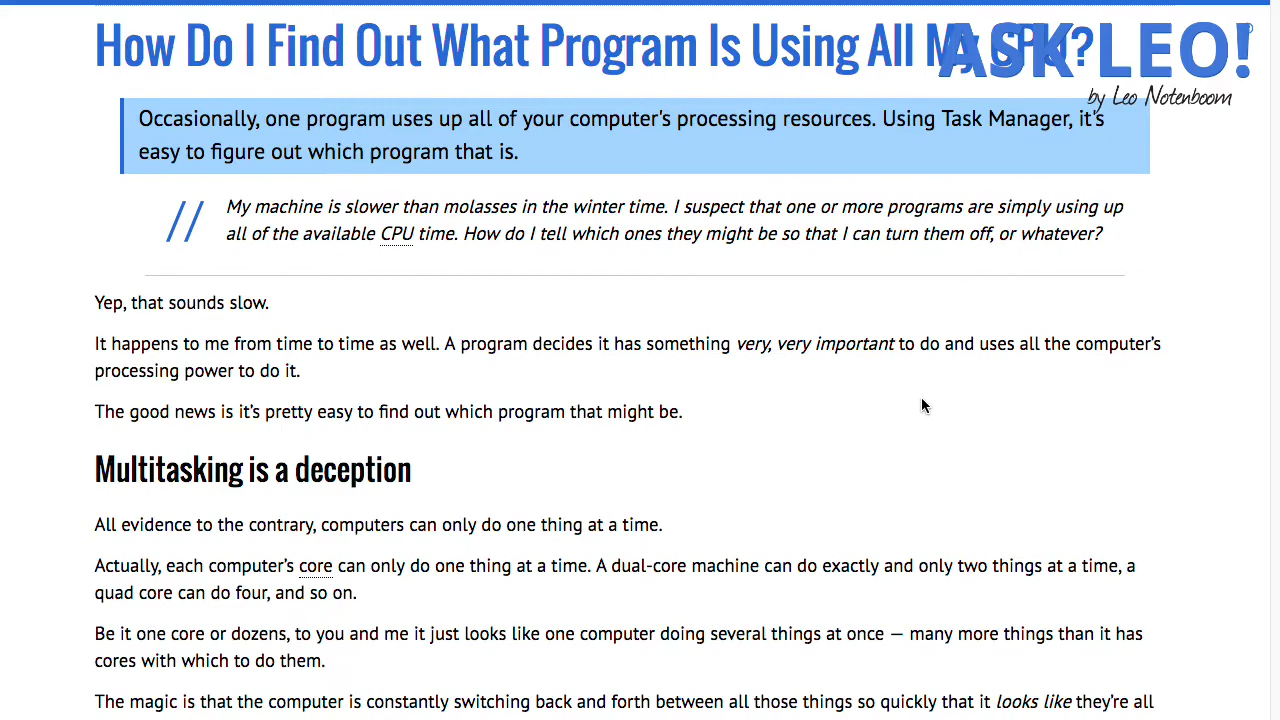 How Do I Find Out What Program Is Using All My CPU?
ASK LEO!
by Leo Notenboom
Occasionally, one program uses up all of your computer's processing resources. Using Task Manager, it's
easy to figure out which program that is.
// My machine is slower than molasses in the winter time. I suspect that one or more programs are simply using up
all of the available CPU time. How do I tell which ones they might be so that I can turn them off, or whatever?
Yep, that sounds slow.
It happens to me from time to time as well. A program decides it has something very, very important to do and uses all the computer's
processing power to do it.
The good news is it's pretty easy to find out which program that might be.
Multitasking is a deception
All evidence to the contrary, computers can only do one thing at a time.
Actually, each computer's core can only do one thing at a time. A dual-core machine can do exactly and only two things at a time, a
quad core can do four, and so on.
Be it one core or dozens, to you and me it just looks like one computer doing several things at once — many more things than it has
cores with which to do them.
The magic is that the computer is constantly switching back and forth between all those things so quickly that it looks like they're all